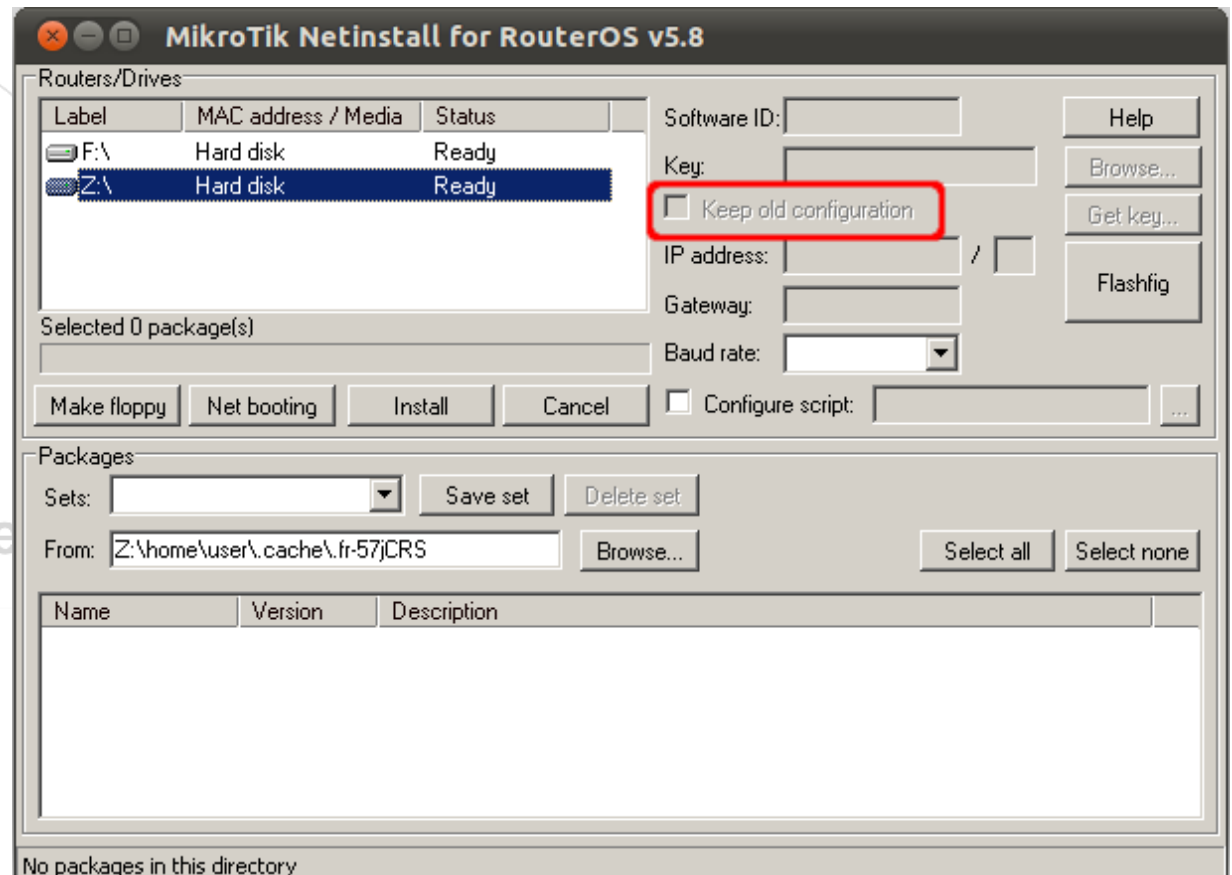 MikroTik Netinstall for RouterOS v5.8
Routers/Drives
Label MAC address / Media Status
F:\ Hard disk Ready
Z:\ Hard disk Ready
Selected 0 package(s)
Make floppy Net booting Install Cancel
Software ID:
Key:
Keep old configuration
IP address: /
Gateway:
Baud rate:
Configure script: ...
Help
Browse...
Get key...
Flashfig
Packages
Sets: Save set Delete set
From: Z:\home\user\.cache\.fr-57jCRS Browse... Select all Select none
Name Version Description
No packages in this directory